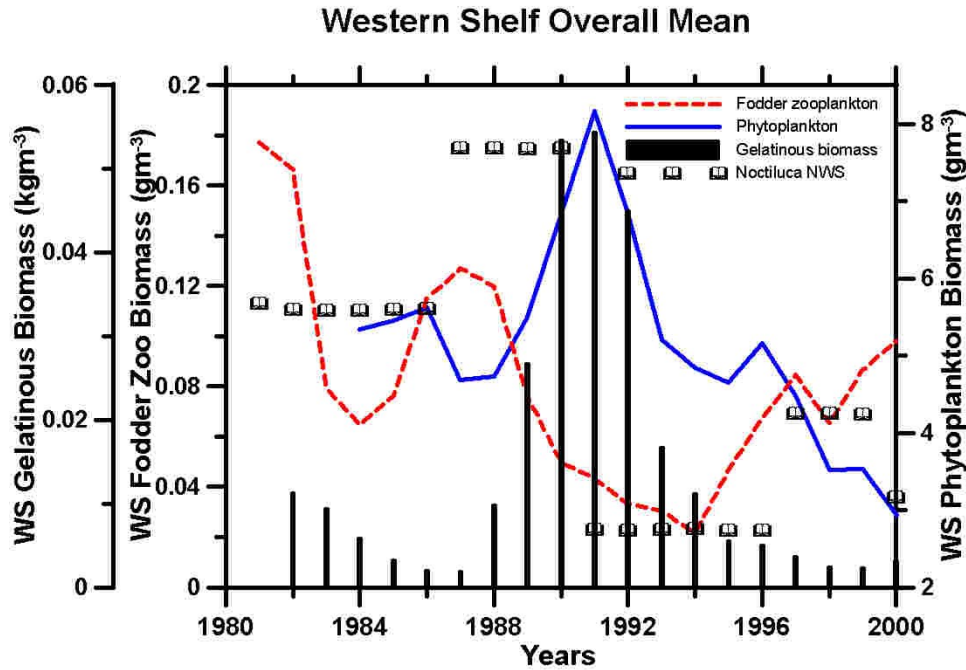 Western Shelf Overall Mean
WS Gelatinous Biomass (kgm-3)
0.06
0.04
0.02
0
WS Fodder Zoo Biomass (gm-3)
0.2
0.16
0.12
0.08
0.04
0
1980
1984
1988
1992
1996
2000
Years
Fodder zooplankton
Phytoplankton
Gelatinous biomass
Noctiluca NWS
8
6
4
2
WS Phytoplankton Biomass (gm-3)